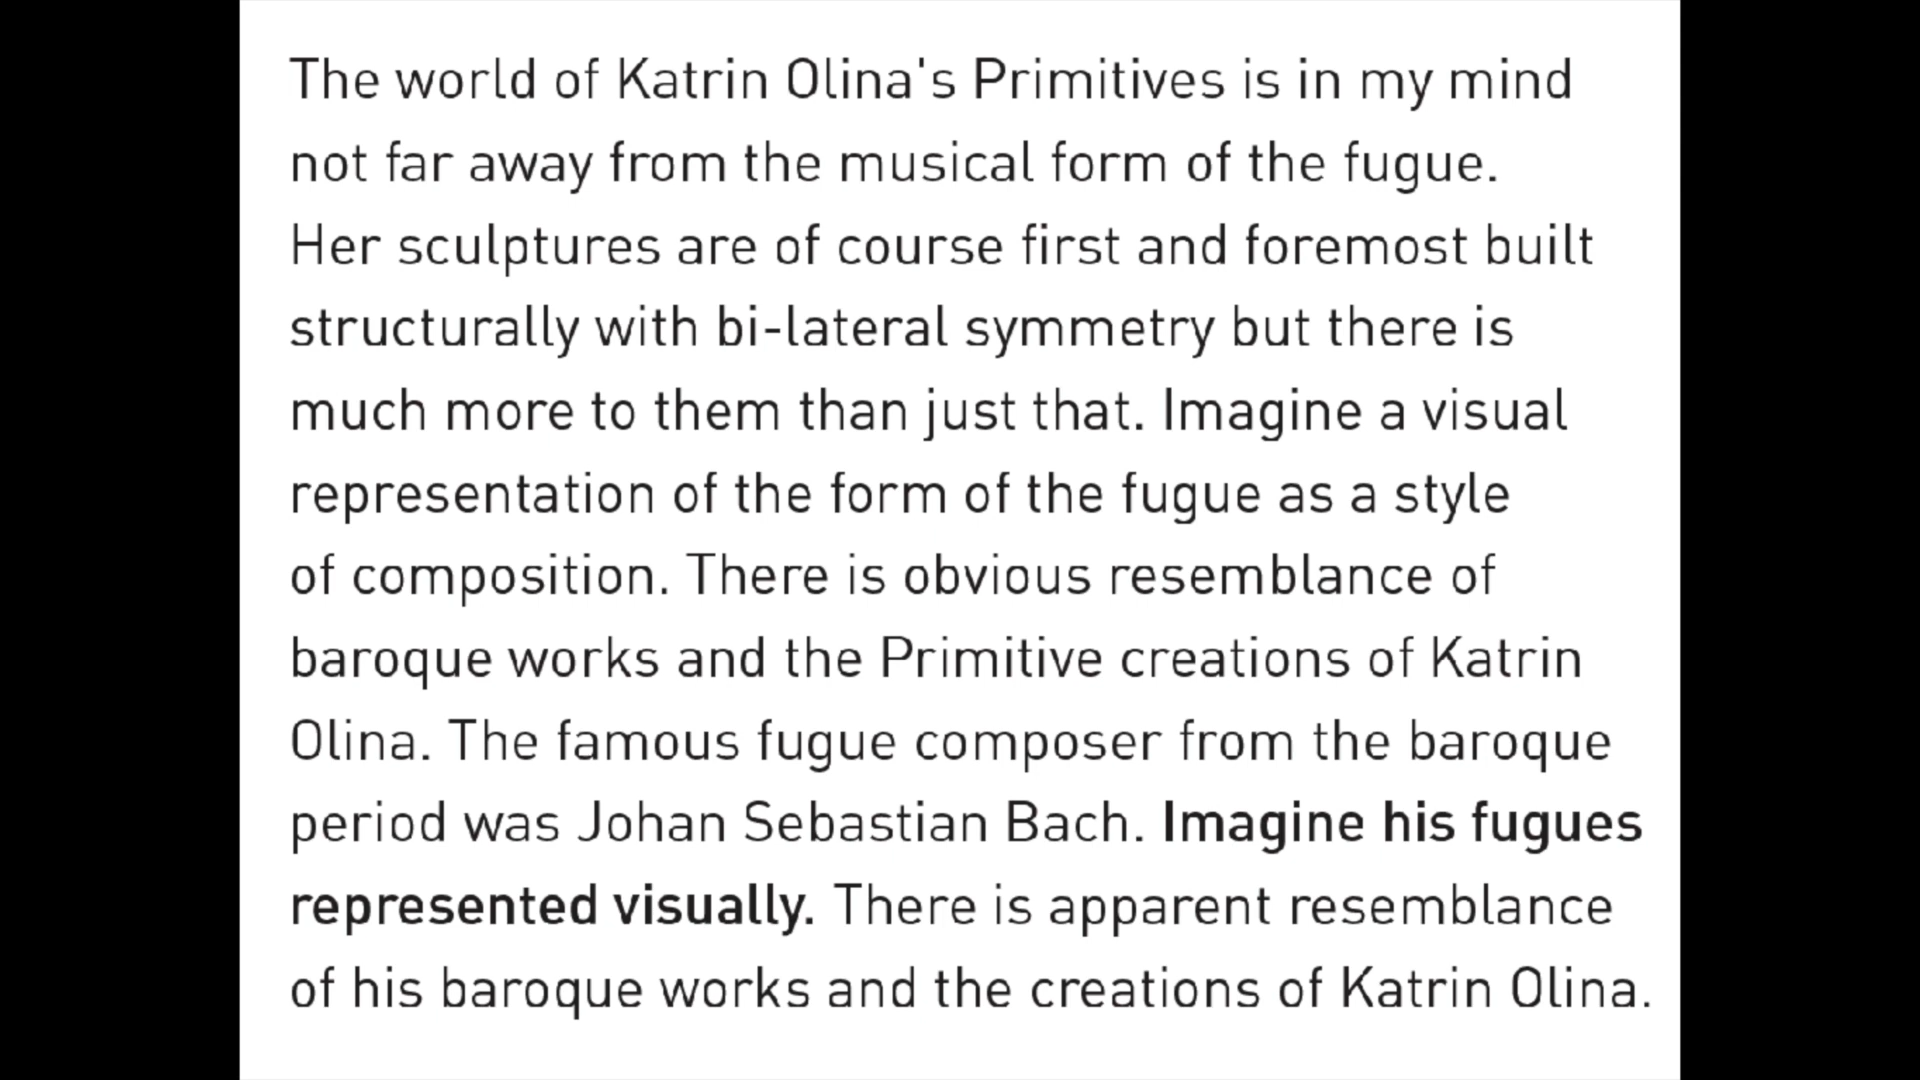 The world of Katrin Olina's Primitives is in my mind
not far away from the musical form of the fugue.
Her sculptures are of course first and foremost built
structurally with bi-lateral symmetry but there is
much more to them than just that. Imagine a visual
representation of the form of the fugue as a style
of composition. There is obvious resemblance of
baroque works and the Primitive creations of Katrin
Olina. The famous fugue composer from the baroque
period was Johan Sebastian Bach. Imagine his fugues
represented visually. There is apparent resemblance
of his baroque works and the creations of Katrin Olina.